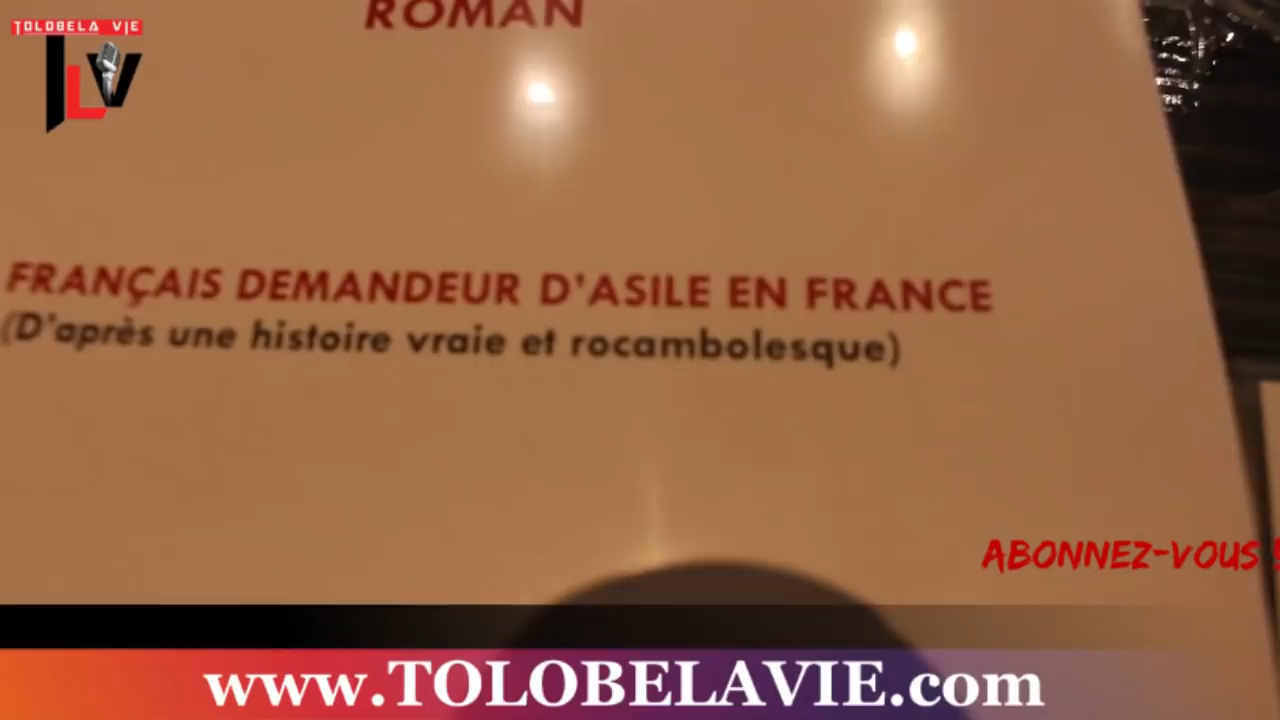 TOLOBELA VIE
TLV
ROMAN
FRANÇAIS DEMANDEUR D'ASILE EN FRANCE
(D'après une histoire vraie et rocambolesque)
ABONNEZ-VOUS
www.TOLOBELAVIE.com